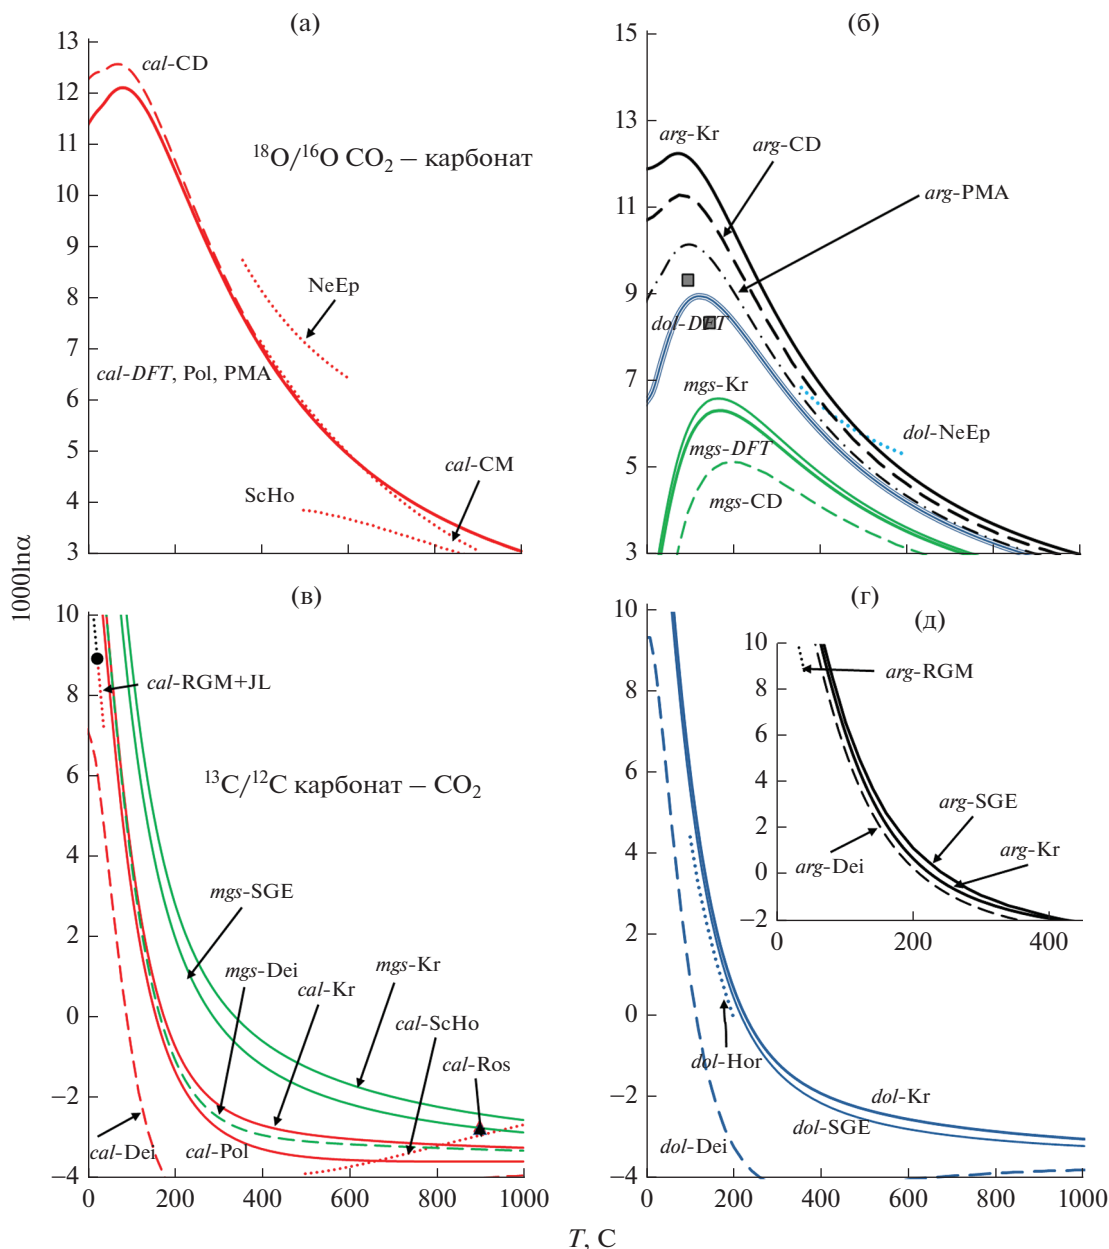 (а)
13
12
11
10
9
8
7
6
5
4
3
cal-CD
¹⁸O/¹⁶O CO₂ – карбонат
NeEp
cal-DFT, Pol, PMA
cal-CM
ScHo
(б)
15
13
11
9
7
5
3
arg-Kr
arg-CD
arg-PMA
dol-DFT
mgs-Kr
dol-NeEp
mgs-DFT
mgs-CD
1000lnα
(в)
10
8
6
4
2
0
−2
−4
cal-RGM+JL
¹³C/¹²C карбонат – CO₂
mgs-SGE
mgs-Dei
cal-Kr
mgs-Kr
cal-ScHo
cal-Ros
cal-Dei
cal-Pol
0
200
400
600
800
1000
(г)
10
8
6
4
2
0
−2
−4
dol-Hor
dol-Kr
dol-SGE
dol-Dei
0
200
400
600
800
1000
(д)
10
8
6
4
2
0
−2
arg-RGM
arg-SGE
arg-Kr
arg-Dei
0
200
400
T, C